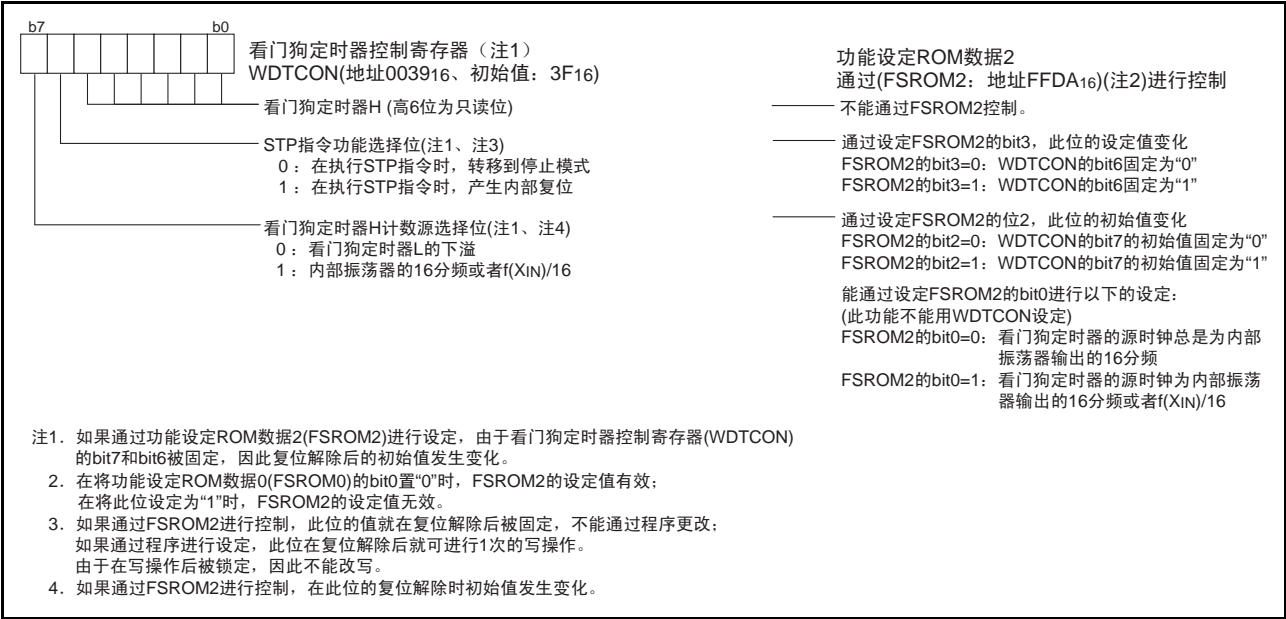 b7 b0
看门狗定时器控制寄存器（注1）
WDTCON(地址003916、初始值：3F16)
看门狗定时器H (高6位为只读位)
STP指令功能选择位(注1、注3)
0：在执行STP指令时，转移到停止模式
1：在执行STP指令时，产生内部复位
看门狗定时器H计数源选择位(注1、注4)
0：看门狗定时器L的下溢
1：内部振荡器的16分频或者f(XIN)/16
功能设定ROM数据2
通过(FSROM2：地址FFDA16)(注2)进行控制
不能通过FSROM2控制。
通过设定FSROM2的bit3，此位的设定值变化
FSROM2的bit3=0：WDTCON的bit6固定为“0”
FSROM2的bit3=1：WDTCON的bit6固定为“1”
通过设定FSROM2的位2，此位的初始值变化
FSROM2的bit2=0：WDTCON的bit7的初始值固定为“0”
FSROM2的bit2=1：WDTCON的bit7的初始值固定为“1”
能通过设定FSROM2的bit0进行以下的设定：
(此功能不能用WDTCON设定)
FSROM2的bit0=0：看门狗定时器的源时钟总是为内部
振荡器输出的16分频
FSROM2的bit0=1：看门狗定时器的源时钟为内部振荡
器输出的16分频或者f(XIN)/16
注1．如果通过功能设定ROM数据2(FSROM2)进行设定，由于看门狗定时器控制寄存器(WDTCON)
的bit7和bit6被固定，因此复位解除后的初始值发生变化。
2．在将功能设定ROM数据0(FSROM0)的bit0置“0”时，FSROM2的设定值有效；
在将此位设定为“1”时，FSROM2的设定值无效。
3．如果通过FSROM2进行控制，此位的值就在复位解除后被固定，不能通过程序更改；
如果通过程序进行设定，此位在复位解除后就可进行1次的写操作。
由于在写操作后被锁定，因此不能改写。
4．如果通过FSROM2进行控制，在此位的复位解除时初始值发生变化。